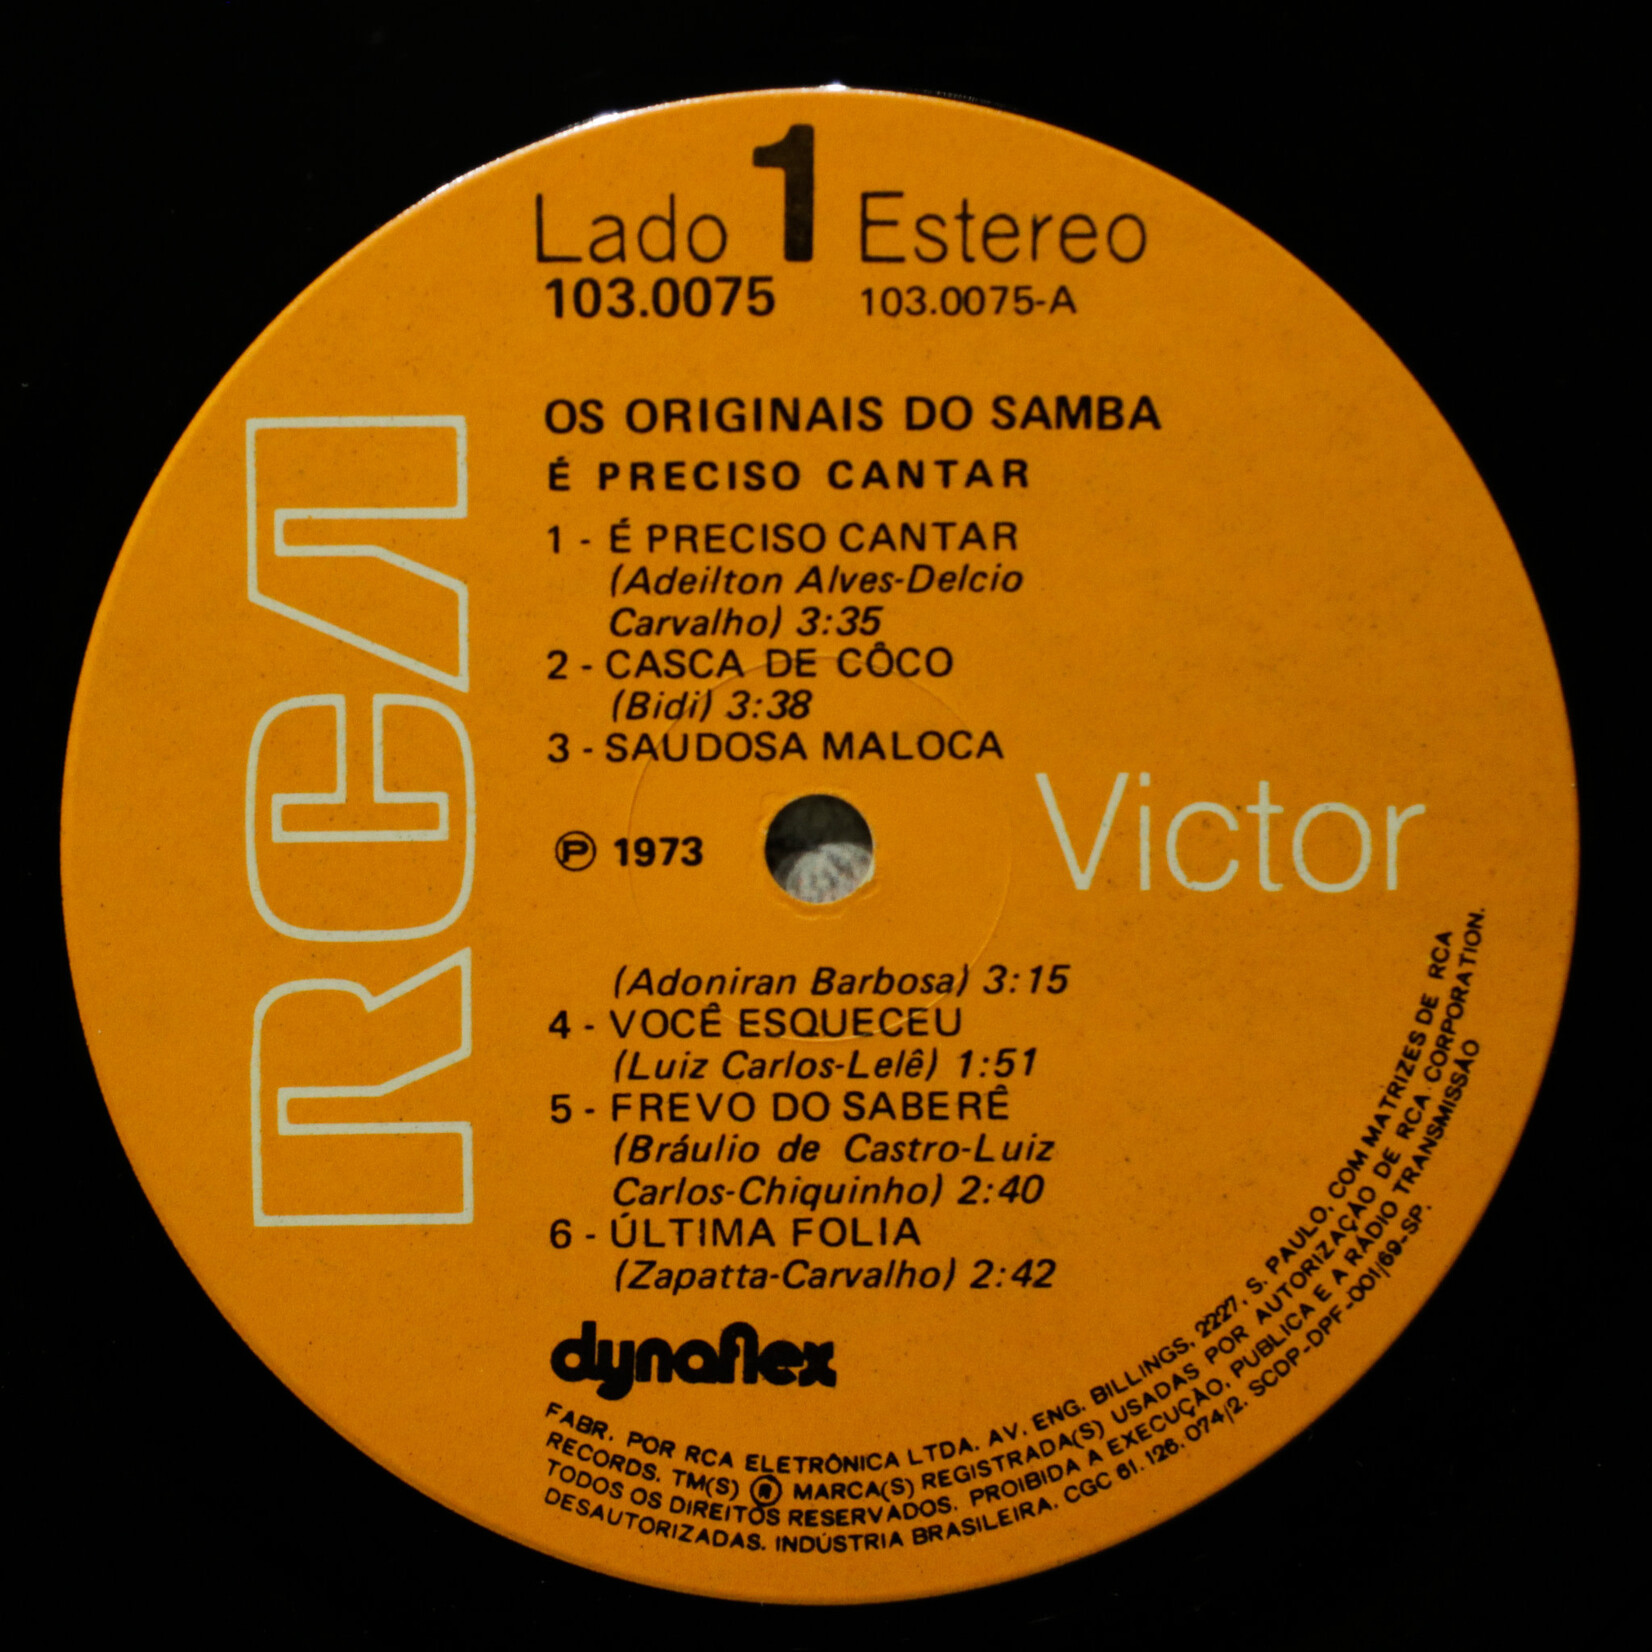 Lado 1 Estereo
103.0075 103.0075-A
OS ORIGINAIS DO SAMBA
É PRECISO CANTAR
1 - É PRECISO CANTAR
(Adeilton Alves-Delcio
Carvalho) 3:35
2 - CASCA DE CÔCO
(Bidi) 3:38
3 - SAUDOSA MALOCA
RCA
Victor
℗ 1973
(Adoniran Barbosa) 3:15
4 - VOCÊ ESQUECEU
(Luiz Carlos-Lelê) 1:51
5 - FREVO DO SABERÊ
(Bráulio de Castro-Luiz
Carlos-Chiquinho) 2:40
6 - ÚLTIMA FOLIA
(Zapatta-Carvalho) 2:42
dynaflex
FABR. POR RCA ELETRÔNICA LTDA. AV. ENG. BILLINGS, 2227, S. PAULO, COM MATRIZES DE RCA
RECORDS. TM(S) ® MARCA(S) REGISTRADA(S) USADAS POR AUTORIZAÇÃO DE RCA CORPORATION.
TODOS OS DIREITOS RESERVADOS. PROIBIDA A EXECUÇÃO, PUBLICA E A RÁDIO TRANSMISSÃO
DESAUTORIZADAS. INDÚSTRIA BRASILEIRA. CGC 61.126.074/2. SCDP-DPF-001/69-SP.